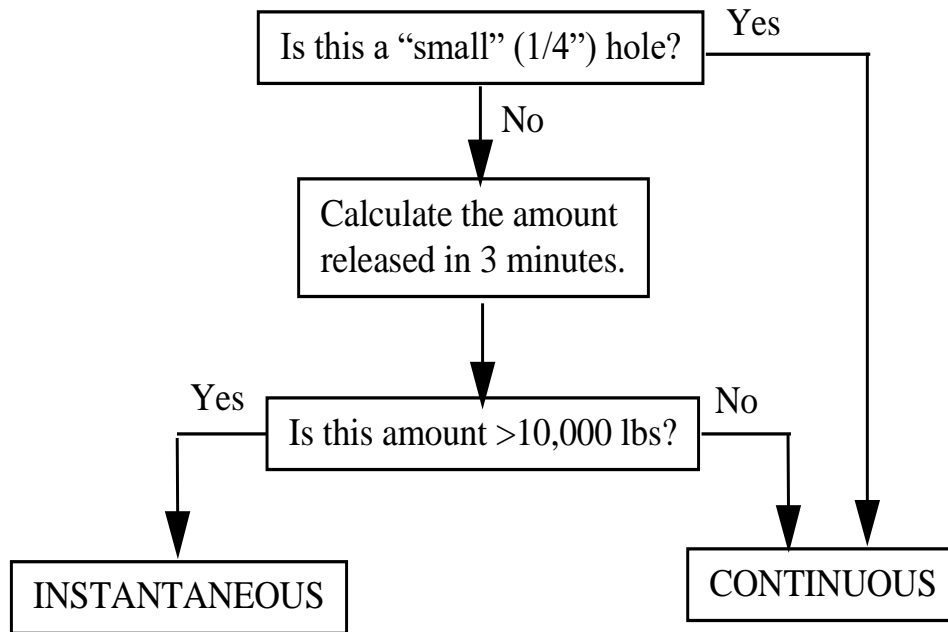 Is this a “small” (1/4”) hole?
Yes
No
Calculate the amount
released in 3 minutes.
Yes
Is this amount >10,000 lbs?
No
INSTANTANEOUS
CONTINUOUS